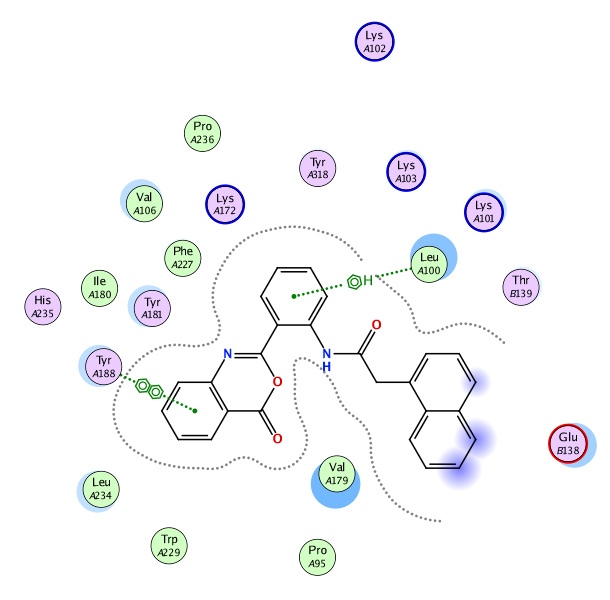 Lys
A102
Pro
A236
Tyr
A318
Lys
A103
Val
A106
Lys
A172
Lys
A101
Phe
A227
Leu
A100
H
Ile
A180
Thr
B139
His
A235
Tyr
A181
O
N
N
H
Tyr
A188
O
O
Glu
B138
Val
A179
Leu
A234
Trp
A229
Pro
A95